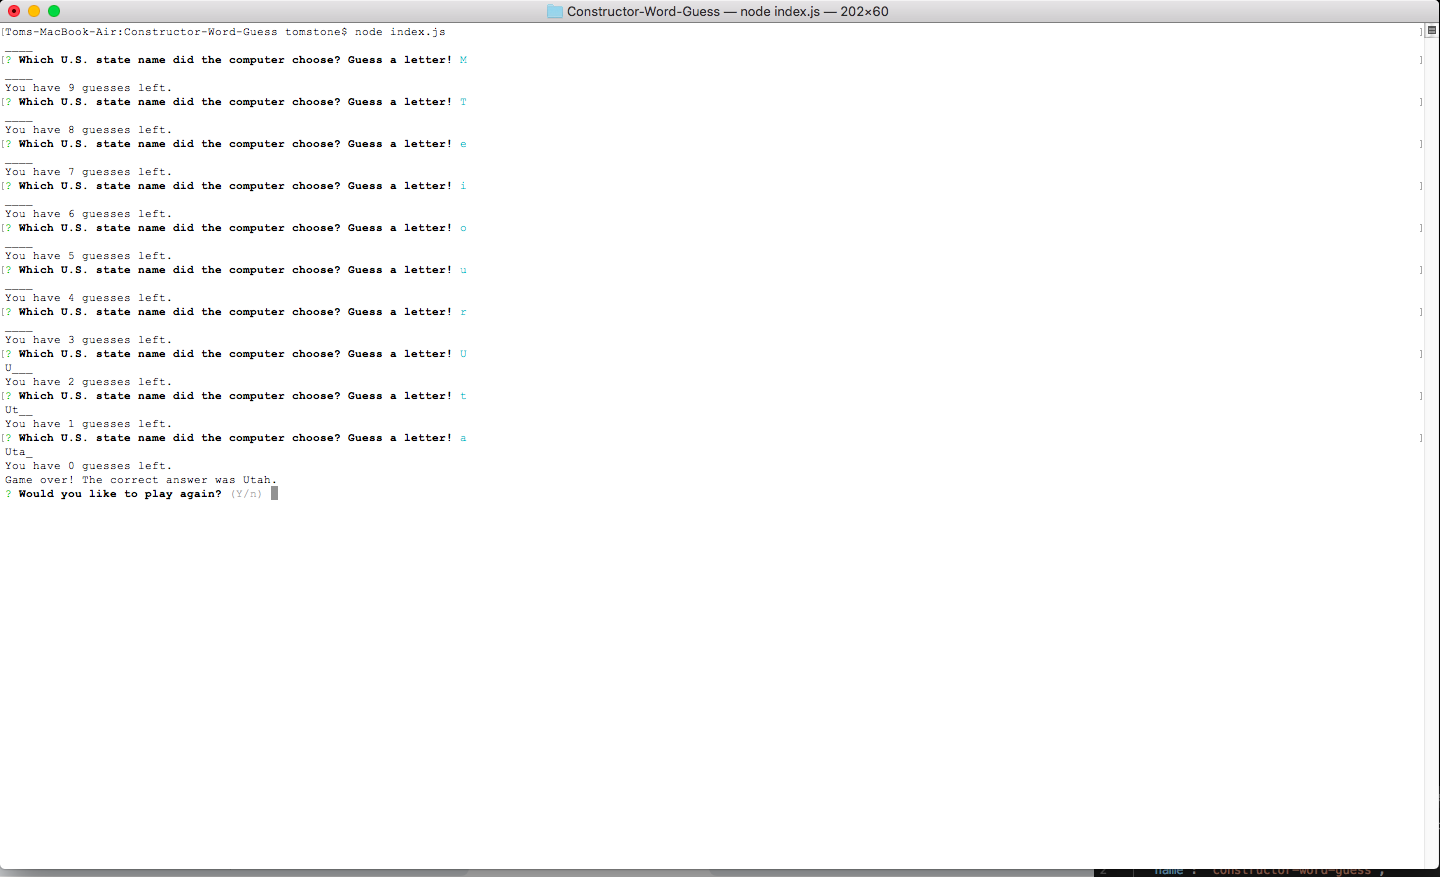 Constructor-Word-Guess — node index.js — 202×60
[Toms-MacBook-Air:Constructor-Word-Guess tomstone$ node index.js ]
____
[? Which U.S. state name did the computer choose? Guess a letter! M ]
____
You have 9 guesses left.
[? Which U.S. state name did the computer choose? Guess a letter! T ]
____
You have 8 guesses left.
[? Which U.S. state name did the computer choose? Guess a letter! e ]
____
You have 7 guesses left.
[? Which U.S. state name did the computer choose? Guess a letter! i ]
____
You have 6 guesses left.
[? Which U.S. state name did the computer choose? Guess a letter! o ]
____
You have 5 guesses left.
[? Which U.S. state name did the computer choose? Guess a letter! u ]
____
You have 4 guesses left.
[? Which U.S. state name did the computer choose? Guess a letter! r ]
____
You have 3 guesses left.
[? Which U.S. state name did the computer choose? Guess a letter! U ]
U___
You have 2 guesses left.
[? Which U.S. state name did the computer choose? Guess a letter! t ]
Ut__
You have 1 guesses left.
[? Which U.S. state name did the computer choose? Guess a letter! a ]
Uta_
You have 0 guesses left.
Game over! The correct answer was Utah.
? Would you like to play again? (Y/n)
2 "name": "constructor-word-guess",